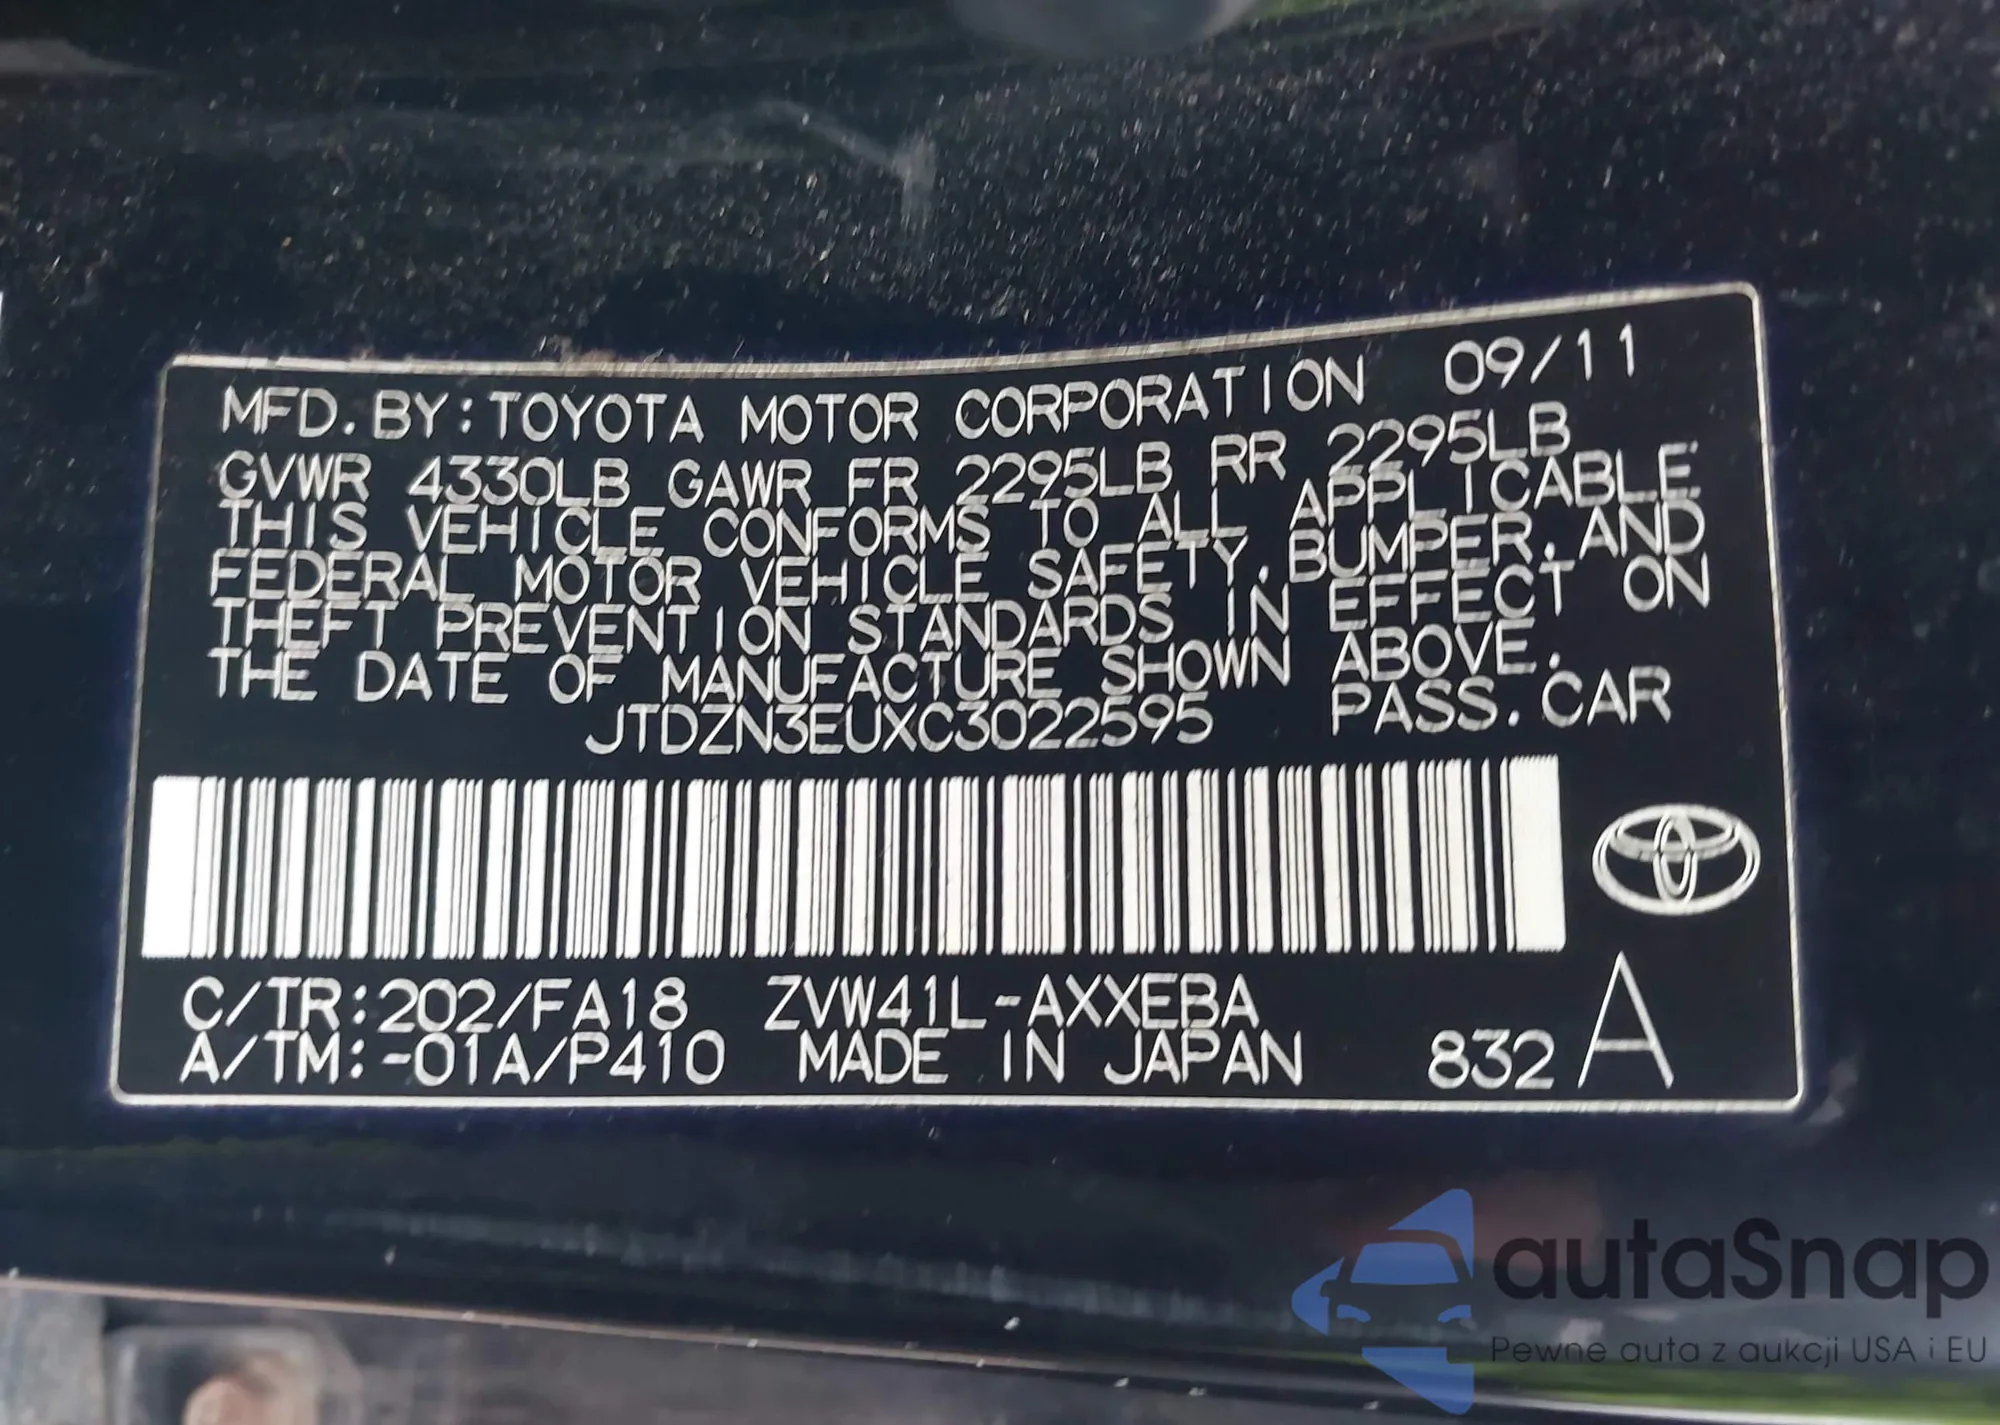 MFD. BY: TOYOTA MOTOR CORPORATION 09/11
GVWR 4330LB GAWR FR 2295LB RR 2295LB
THIS VEHICLE CONFORMS TO ALL APPLICABLE
FEDERAL MOTOR VEHICLE SAFETY, BUMPER, AND
THEFT PREVENTION STANDARDS IN EFFECT ON
THE DATE OF MANUFACTURE SHOWN ABOVE.
JTDZN3EUXC3022595 PASS. CAR
C/TR: 202/FA18 ZVW41L-AXXEBA
A/TM: -01A/P410 MADE IN JAPAN 832 A
autaSnap
Pewne auta z aukcji USA i EU